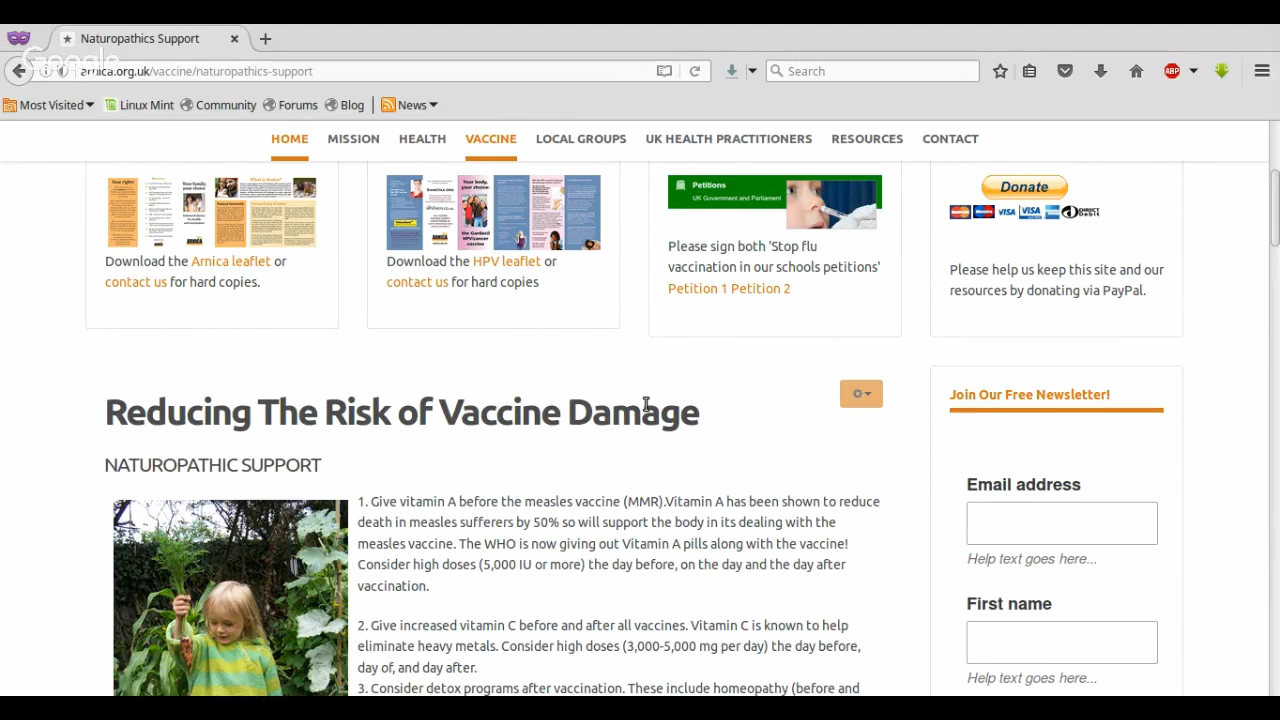 Naturopathics Support
Google
arnica.org.uk/vaccine/naturopathics-support
Search
ABP
Most Visited
Linux Mint
Community
Forums
Blog
News
HOME
MISSION
HEALTH
VACCINE
LOCAL GROUPS
UK HEALTH PRACTITIONERS
RESOURCES
CONTACT
Download the Arnica leaflet or
contact us for hard copies.
Download the HPV leaflet or
contact us for hard copies
Petitions
UK Government and Parliament
Please sign both 'Stop flu
vaccination in our schools petitions'
Petition 1 Petition 2
Donate
VISA
VISA
DIRECT
Debit
Please help us keep this site and our
resources by donating via PayPal.
Reducing The Risk of Vaccine Damage
NATUROPATHIC SUPPORT
1. Give vitamin A before the measles vaccine (MMR).Vitamin A has been shown to reduce
death in measles sufferers by 50% so will support the body in its dealing with the
measles vaccine. The WHO is now giving out Vitamin A pills along with the vaccine!
Consider high doses (5,000 IU or more) the day before, on the day and the day after
vaccination.
2. Give increased vitamin C before and after all vaccines. Vitamin C is known to help
eliminate heavy metals. Consider high doses (3,000-5,000 mg per day) the day before,
day of, and day after.
3. Consider detox programs after vaccination. These include homeopathy (before and
Join Our Free Newsletter!
Email address
Help text goes here...
First name
Help text goes here...